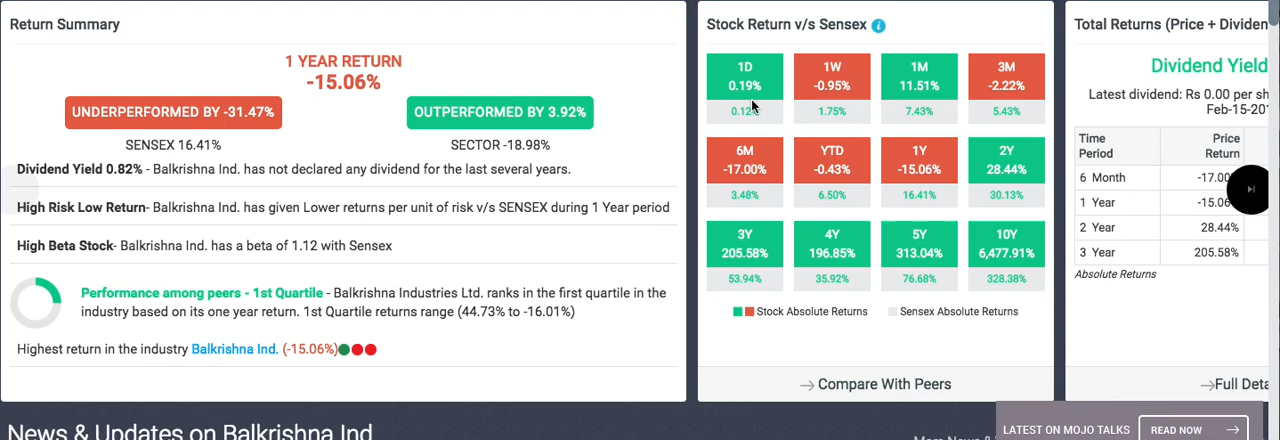 Return Summary
1 YEAR RETURN
-15.06%
UNDERPERFORMED BY -31.47%
OUTPERFORMED BY 3.92%
SENSEX 16.41%
SECTOR -18.98%
Dividend Yield 0.82% - Balkrishna Ind. has not declared any dividend for the last several years.
High Risk Low Return- Balkrishna Ind. has given Lower returns per unit of risk v/s SENSEX during 1 Year period
High Beta Stock- Balkrishna Ind. has a beta of 1.12 with Sensex
Performance among peers - 1st Quartile - Balkrishna Industries Ltd. ranks in the first quartile in the
industry based on its one year return. 1st Quartile returns range (44.73% to -16.01%)
Highest return in the industry Balkrishna Ind. (-15.06%)
Stock Return v/s Sensex
1D 1W 1M 3M
0.19% -0.95% 11.51% -2.22%
1.75% 7.43% 5.43%
6M YTD 1Y 2Y
-17.00% -0.43% -15.06% 28.44%
3.48% 6.50% 16.41% 30.13%
3Y 4Y 5Y 10Y
205.58% 196.85% 313.04% 6,477.91%
53.94% 35.92% 76.68% 328.38%
Stock Absolute Returns Sensex Absolute Returns
Compare With Peers
Total Returns (Price +
Dividend Yield
Latest dividend: Rs 0.00 per
Time Price
Period Return
6 Month
1 Year
2 Year 28.44%
3 Year 205.58%
Absolute Returns
Full
News & Updates on Balkrishna Ind
LATEST ON MOJO TALKS
READ NOW